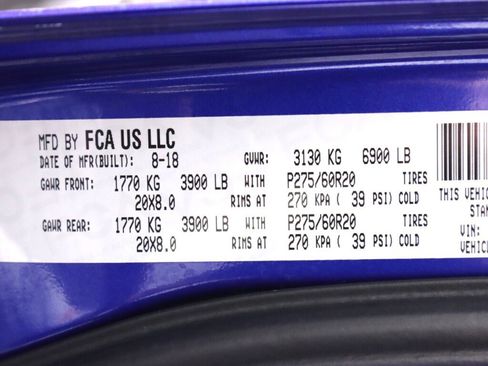 MFD BY FCA US LLC
DATE OF MFR(BUILT): 8-18 GVWR: 3130 KG 6900 LB
GAWR FRONT: 1770 KG 3900 LB WITH P275/60R20 TIRES
20X8.0 RIMS AT 270 KPA ( 39 PSI) COLD
GAWR REAR: 1770 KG 3900 LB WITH P275/60R20 TIRES
20X8.0 RIMS AT 270 KPA ( 39 PSI) COLD
THIS VEHI
STAN
VIN:
VEHICL